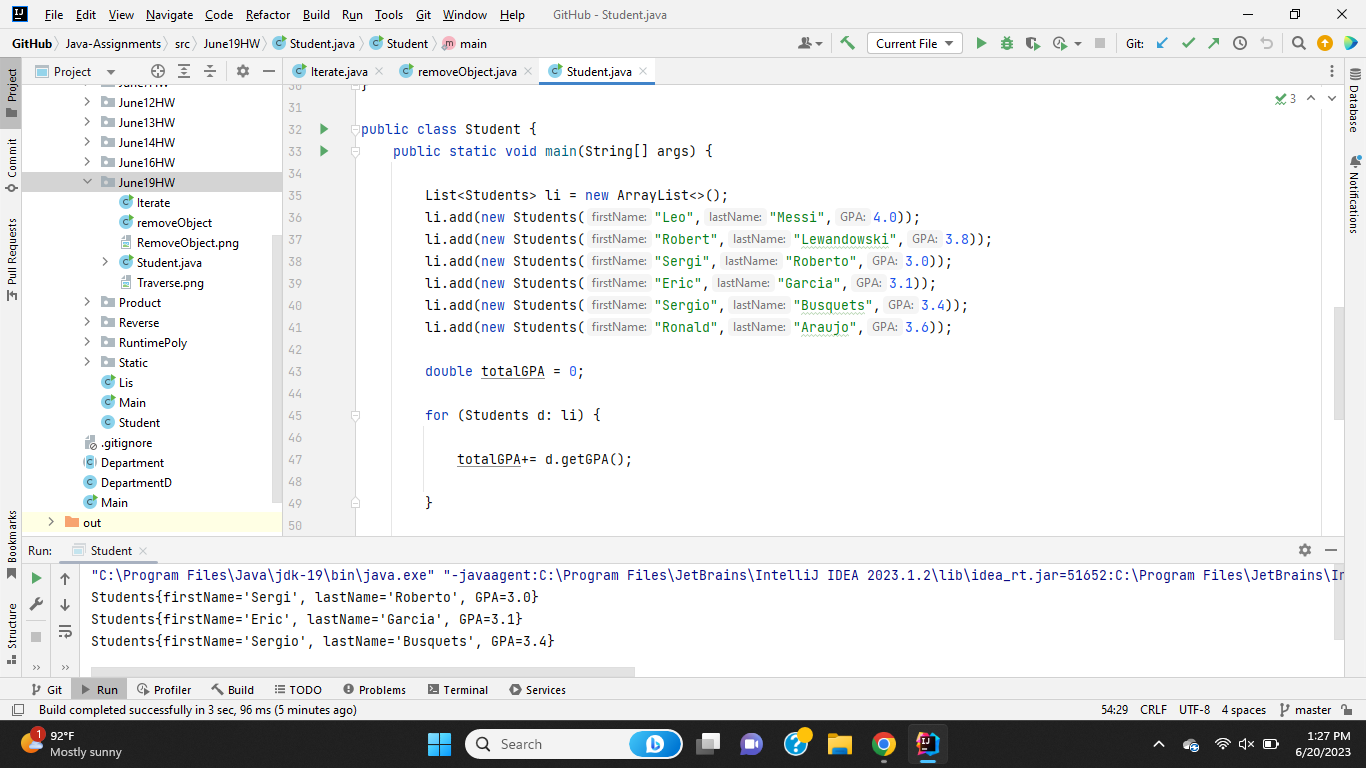 File Edit View Navigate Code Refactor Build Run Tools Git Window Help GitHub - Student.java
GitHub Java-Assignments src June19HW Student.java Student main Current File Git:
Project Iterate.java removeObject.java Student.java
June12HW
June13HW
June14HW
June16HW
June19HW
Iterate
removeObject
RemoveObject.png
Student.java
Traverse.png
Product
Reverse
RuntimePoly
Static
Lis
Main
Student
.gitignore
Department
DepartmentD
Main
out
Project
Commit
Pull Requests
Bookmarks
Structure
30 }
31
32 public class Student {
33 public static void main(String[] args) {
34
35 List<Students> li = new ArrayList<>();
36 li.add(new Students( firstName: "Leo", lastName: "Messi", GPA: 4.0));
37 li.add(new Students( firstName: "Robert", lastName: "Lewandowski", GPA: 3.8));
38 li.add(new Students( firstName: "Sergi", lastName: "Roberto", GPA: 3.0));
39 li.add(new Students( firstName: "Eric", lastName: "Garcia", GPA: 3.1));
40 li.add(new Students( firstName: "Sergio", lastName: "Busquets", GPA: 3.4));
41 li.add(new Students( firstName: "Ronald", lastName: "Araujo", GPA: 3.6));
42
43 double totalGPA = 0;
44
45 for (Students d: li) {
46
47 totalGPA+= d.getGPA();
48
49 }
50
3
Database
Notifications
Run: Student
"C:\Program Files\Java\jdk-19\bin\java.exe" "-javaagent:C:\Program Files\JetBrains\IntelliJ IDEA 2023.1.2\lib\idea_rt.jar=51652:C:\Program Files\JetBrains\In
Students{firstName='Sergi', lastName='Roberto', GPA=3.0}
Students{firstName='Eric', lastName='Garcia', GPA=3.1}
Students{firstName='Sergio', lastName='Busquets', GPA=3.4}
Git Run Profiler Build TODO Problems Terminal Services
Build completed successfully in 3 sec, 96 ms (5 minutes ago) 54:29 CRLF UTF-8 4 spaces master
1
92°F
Mostly sunny
Search
1:27 PM
6/20/2023